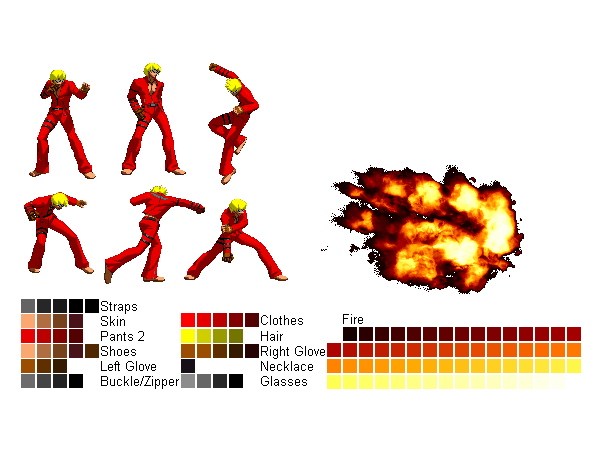 Straps
Skin
Pants 2
Shoes
Left Glove
Buckle/Zipper
Clothes
Hair
Right Glove
Necklace
Glasses
Fire